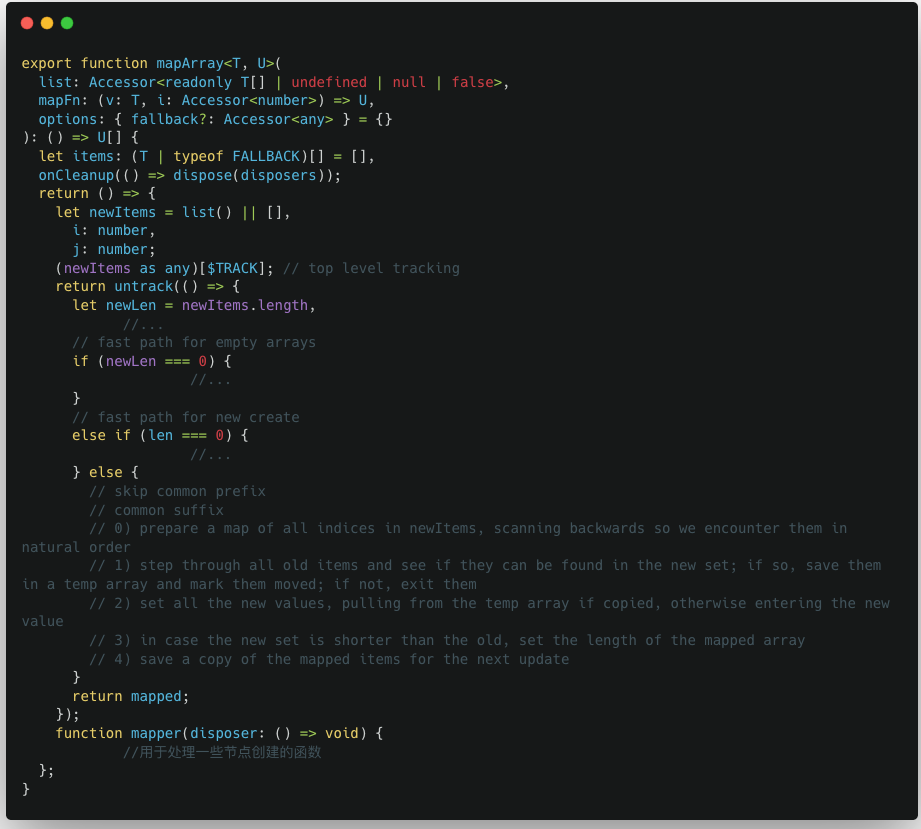 export function mapArray<T, U>(
  list: Accessor<readonly T[] | undefined | null | false>,
  mapFn: (v: T, i: Accessor<number>) => U,
  options: { fallback?: Accessor<any> } = {}
): () => U[] {
  let items: (T | typeof FALLBACK)[] = [],
  onCleanup(() => dispose(disposers));
  return () => {
    let newItems = list() || [],
      i: number,
      j: number;
    (newItems as any)[$TRACK]; // top level tracking
    return untrack(() => {
      let newLen = newItems.length,
            //...
      // fast path for empty arrays
      if (newLen === 0) {
                    //...
      }
      // fast path for new create
      else if (len === 0) {
                    //...
      } else {
        // skip common prefix
        // common suffix
        // 0) prepare a map of all indices in newItems, scanning backwards so we encounter them in
natural order
        // 1) step through all old items and see if they can be found in the new set; if so, save them
in a temp array and mark them moved; if not, exit them
        // 2) set all the new values, pulling from the temp array if copied, otherwise entering the new
value
        // 3) in case the new set is shorter than the old, set the length of the mapped array
        // 4) save a copy of the mapped items for the next update
      }
      return mapped;
    });
    function mapper(disposer: () => void) {
            //用于处理一些节点创建的函数
  };
}